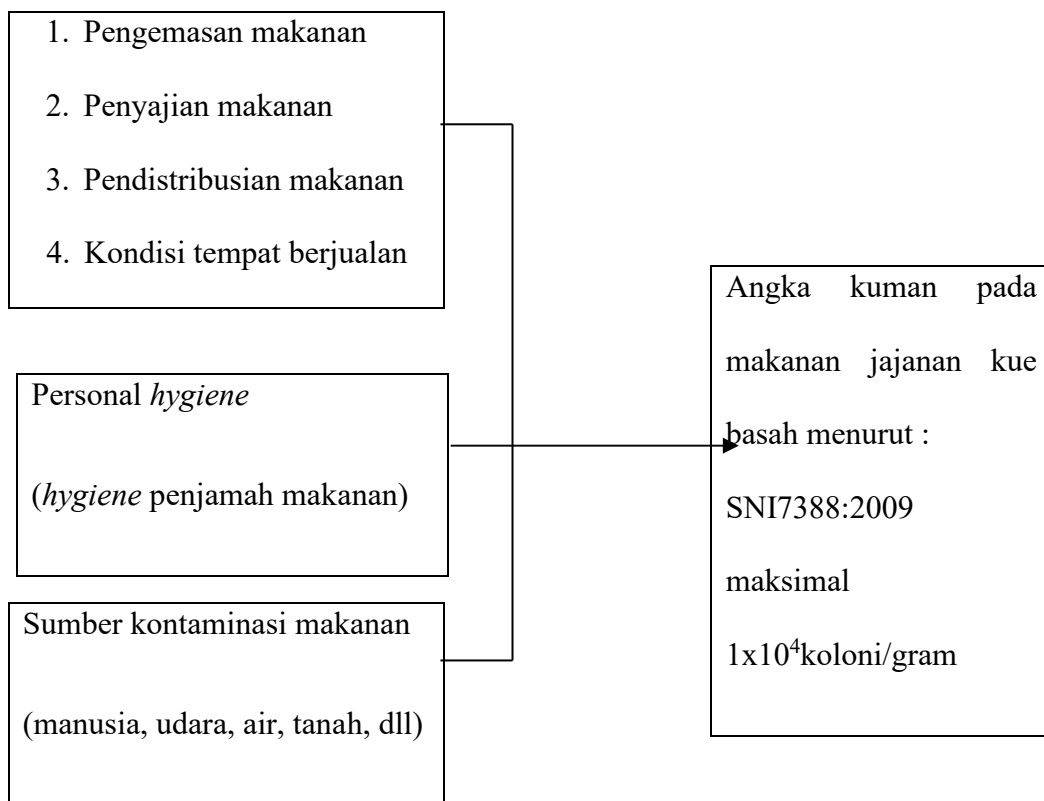 1. Pengemasan makanan
2. Penyajian makanan
3. Pendistribusian makanan
4. Kondisi tempat berjualan
Personal hygiene
(hygiene penjamah makanan)
Sumber kontaminasi makanan
(manusia, udara, air, tanah, dll)
Angka kuman pada
makanan jajanan kue
basah menurut :
SNI7388:2009
maksimal
1x10⁴koloni/gram